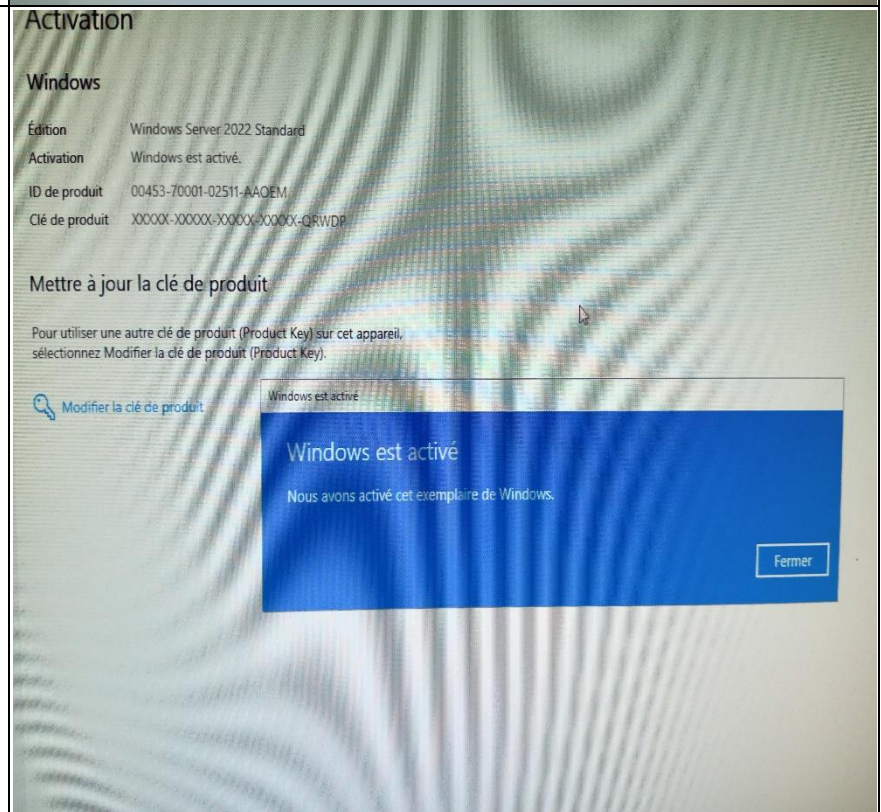 Activation
Windows
Édition Windows Server 2022 Standard
Activation Windows est activé.
ID de produit 00453-70001-02511-AAOEM
Clé de produit XXXXX-XXXXX-XXXXX-XXXXX-QRWDP
Mettre à jour la clé de produit
Pour utiliser une autre clé de produit (Product Key) sur cet appareil,
sélectionnez Modifier la clé de produit (Product Key).
Modifier la clé de produit
Windows est activé
Windows est activé
Nous avons activé cet exemplaire de Windows.
Fermer